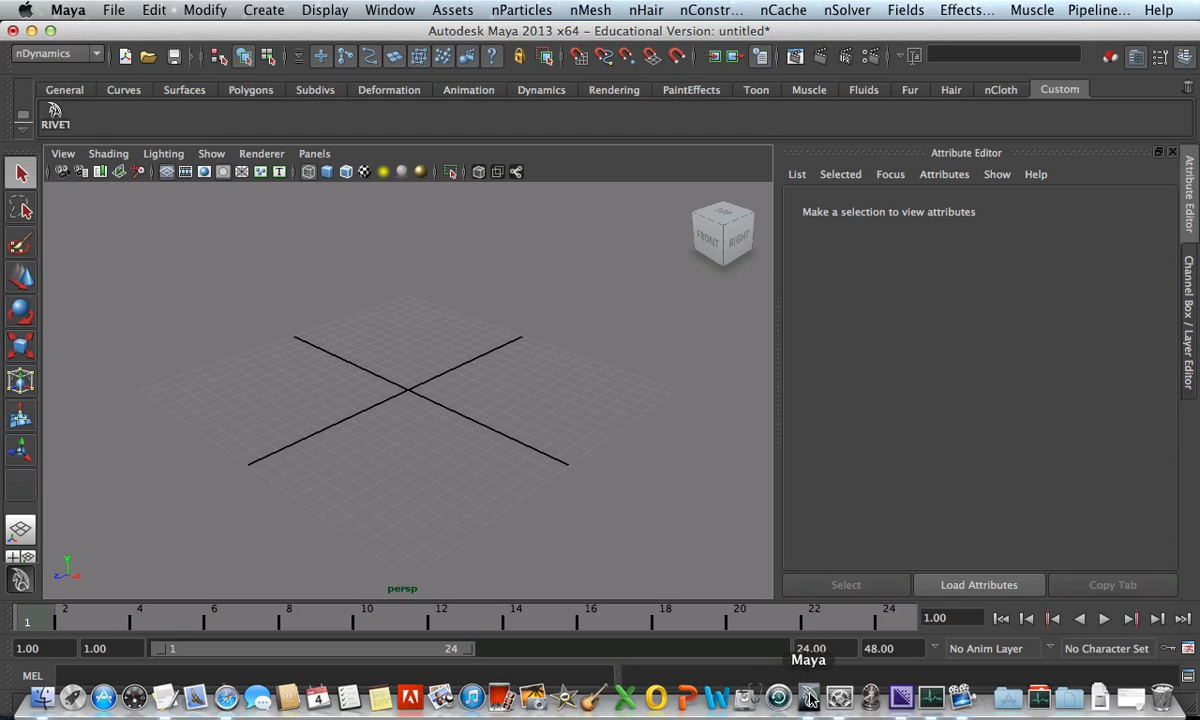 Maya File Edit Modify Create Display Window Assets nParticles nMesh nHair nConstr... nCache nSolver Fields Effects... Muscle Pipeline... Help
Autodesk Maya 2013 x64 - Educational Version: untitled*
nDynamics
General Curves Surfaces Polygons Subdivs Deformation Animation Dynamics Rendering PaintEffects Toon Muscle Fluids Fur Hair nCloth Custom
RIVET
View Shading Lighting Show Renderer Panels
Attribute Editor
List Selected Focus Attributes Show Help
Make a selection to view attributes
TOP
FRONT RIGHT
Attribute Editor
Channel Box / Layer Editor
y
z x
persp
Select Load Attributes Copy Tab
1 2 4 6 8 10 12 14 16 18 20 22 24 1.00
1.00 1.00 1 24 24.00 48.00 No Anim Layer No Character Set
Maya
MEL